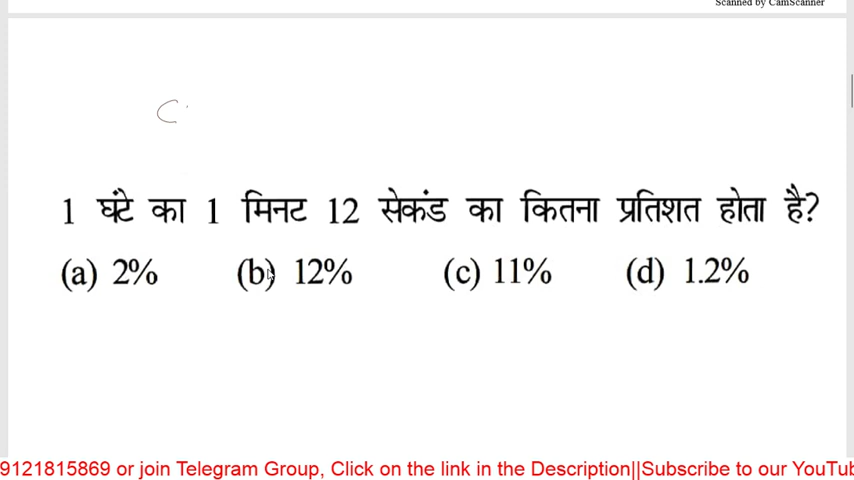 Scanned by CamScanner
C
1 घंटे का 1 मिनट 12 सेकंड का कितना प्रतिशत होता है?
(a) 2% (b) 12% (c) 11% (d) 1.2%
9121815869 or join Telegram Group, Click on the link in the Description||Subscribe to our YouTub